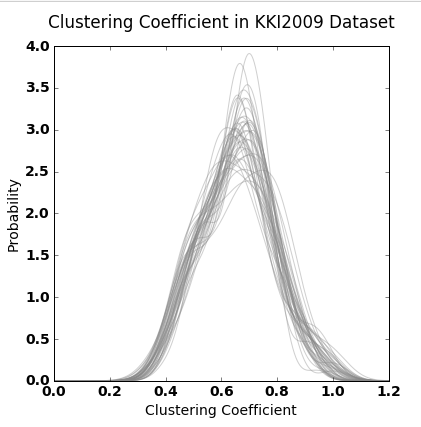 Clustering Coefficient in KKI2009 Dataset
4.0
3.5
3.0
2.5
2.0
1.5
1.0
0.5
0.0
Probability
0.0 0.2 0.4 0.6 0.8 1.0 1.2
Clustering Coefficient